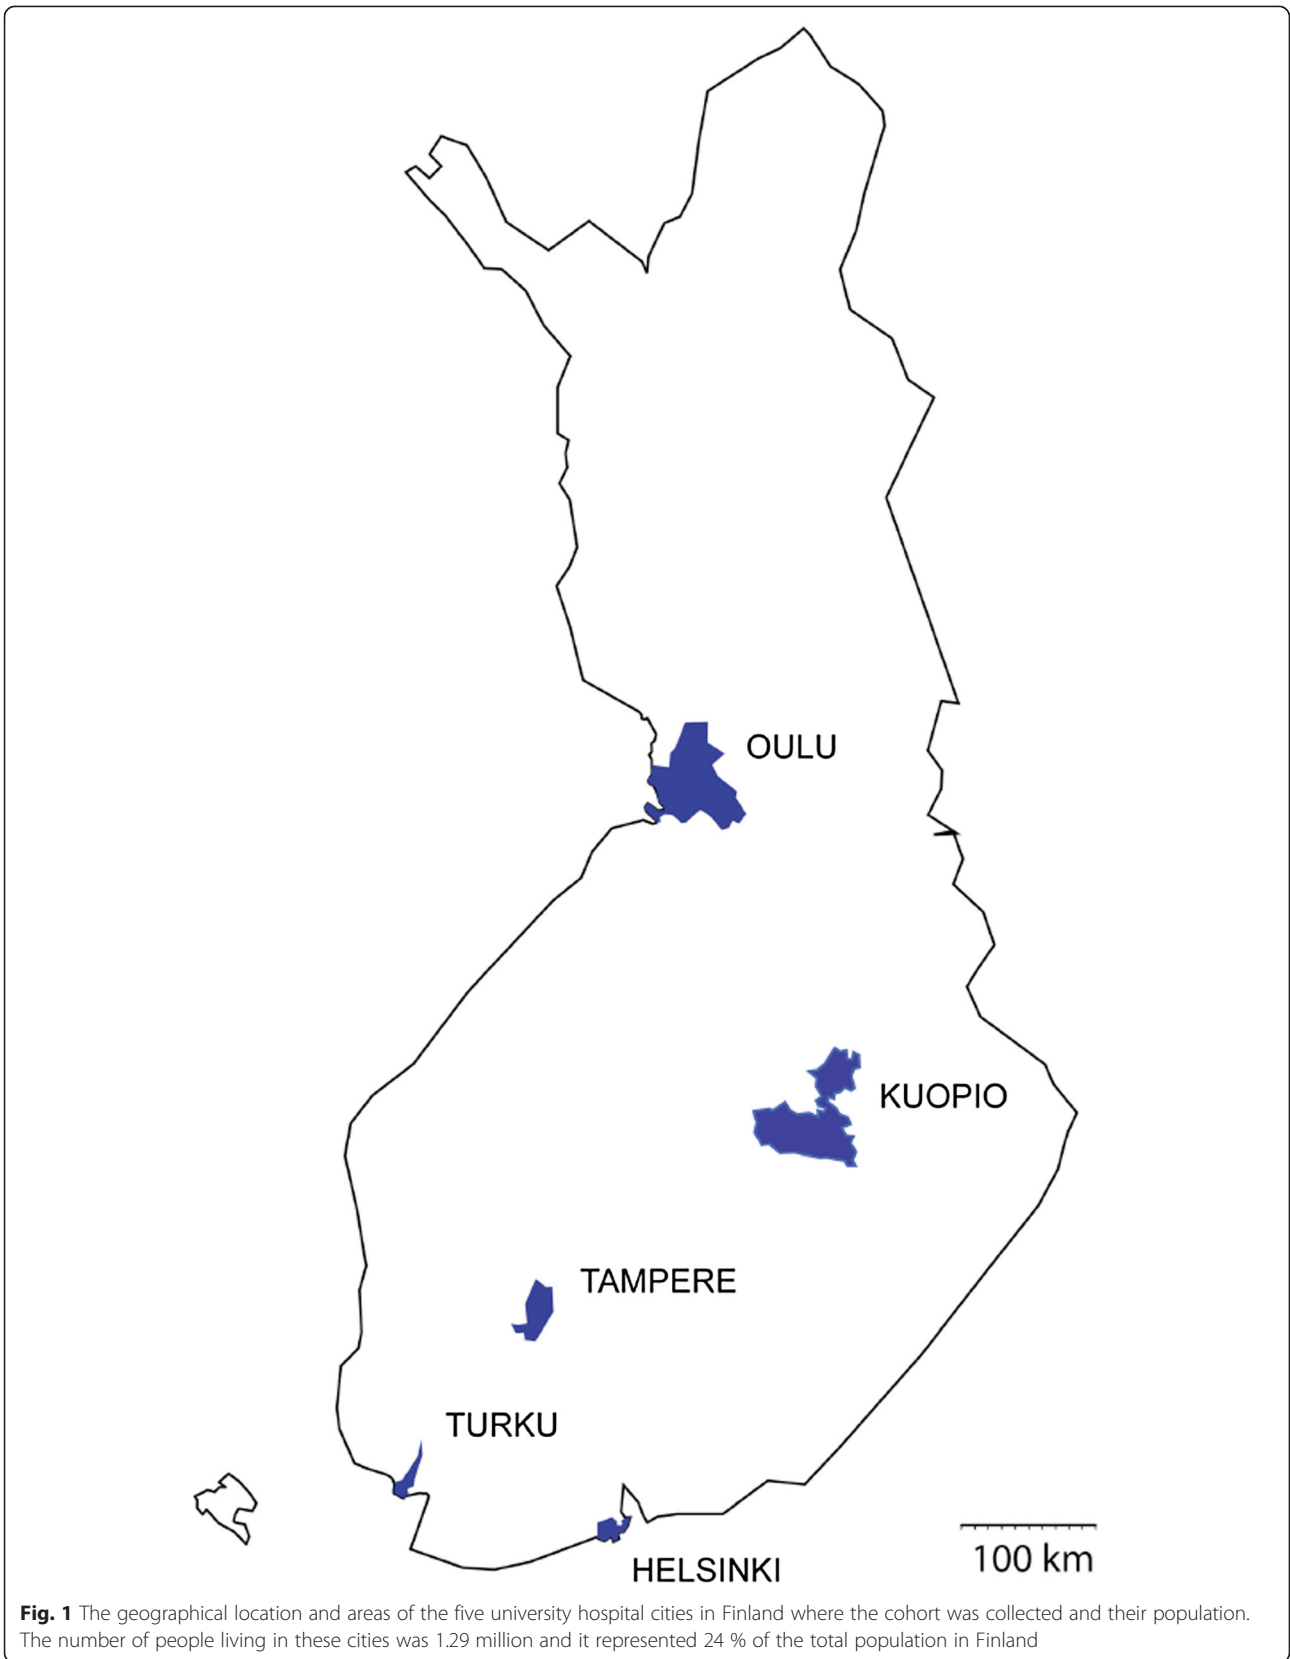 OULU
KUOPIO
TAMPERE
TURKU
HELSINKI
100 km
Fig. 1 The geographical location and areas of the five university hospital cities in Finland where the cohort was collected and their population.
The number of people living in these cities was 1.29 million and it represented 24 % of the total population in Finland